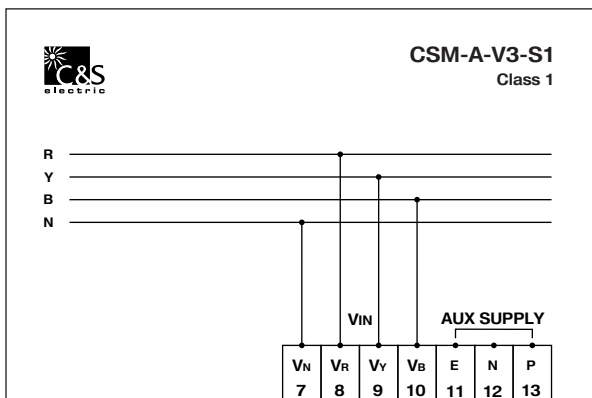 C&S
electric
CSM-A-V3-S1
Class 1
R
Y
B
N
VIN
AUX SUPPLY
VN VR VY VB E N P
7 8 9 10 11 12 13